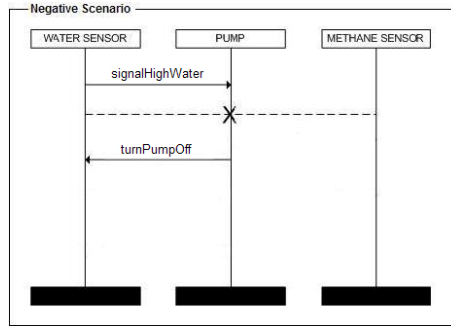 Negative Scenario
WATER SENSOR
PUMP
METHANE SENSOR
signalHighWater
X
turnPumpOff